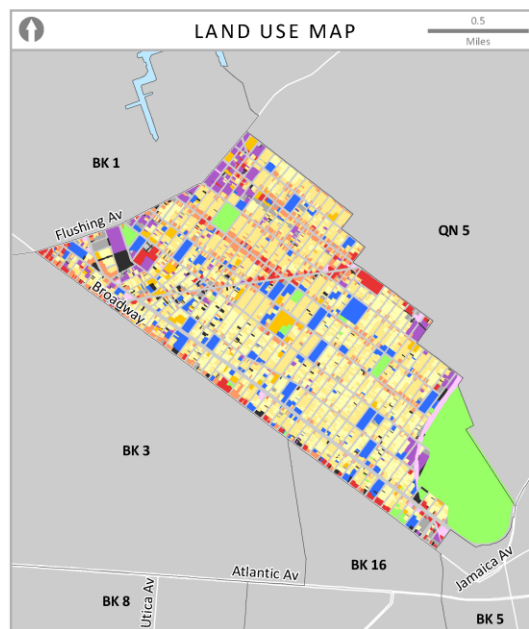 LAND USE MAP
0.5
Miles
BK 1
Flushing Av
QN 5
Broadway
BK 3
BK 16
Atlantic Av
Jamaica Av
BK 8
Utica Av
BK 5